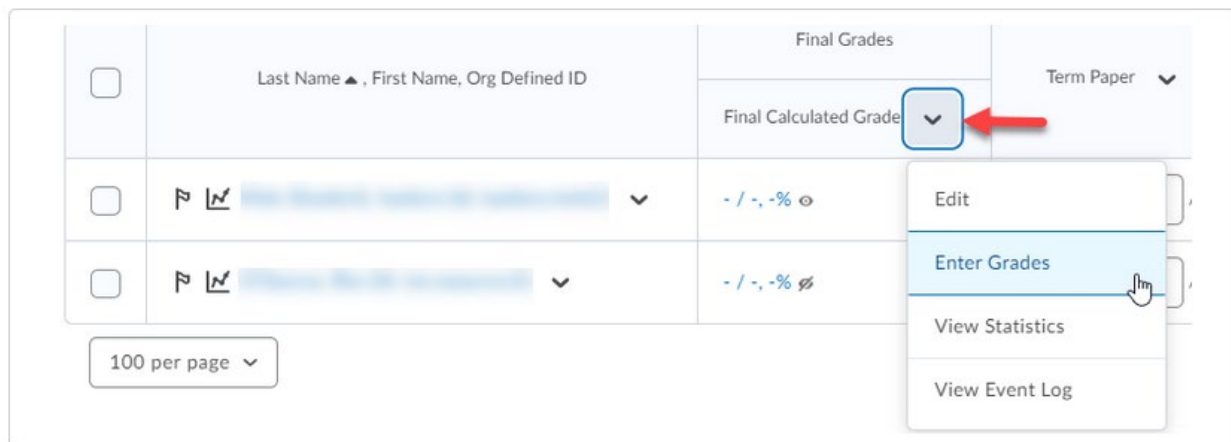 Final Grades
Last Name ▲ , First Name, Org Defined ID
Term Paper
Final Calculated Grade
- / -, -%
Edit
Enter Grades
- / -, -%
View Statistics
100 per page
View Event Log